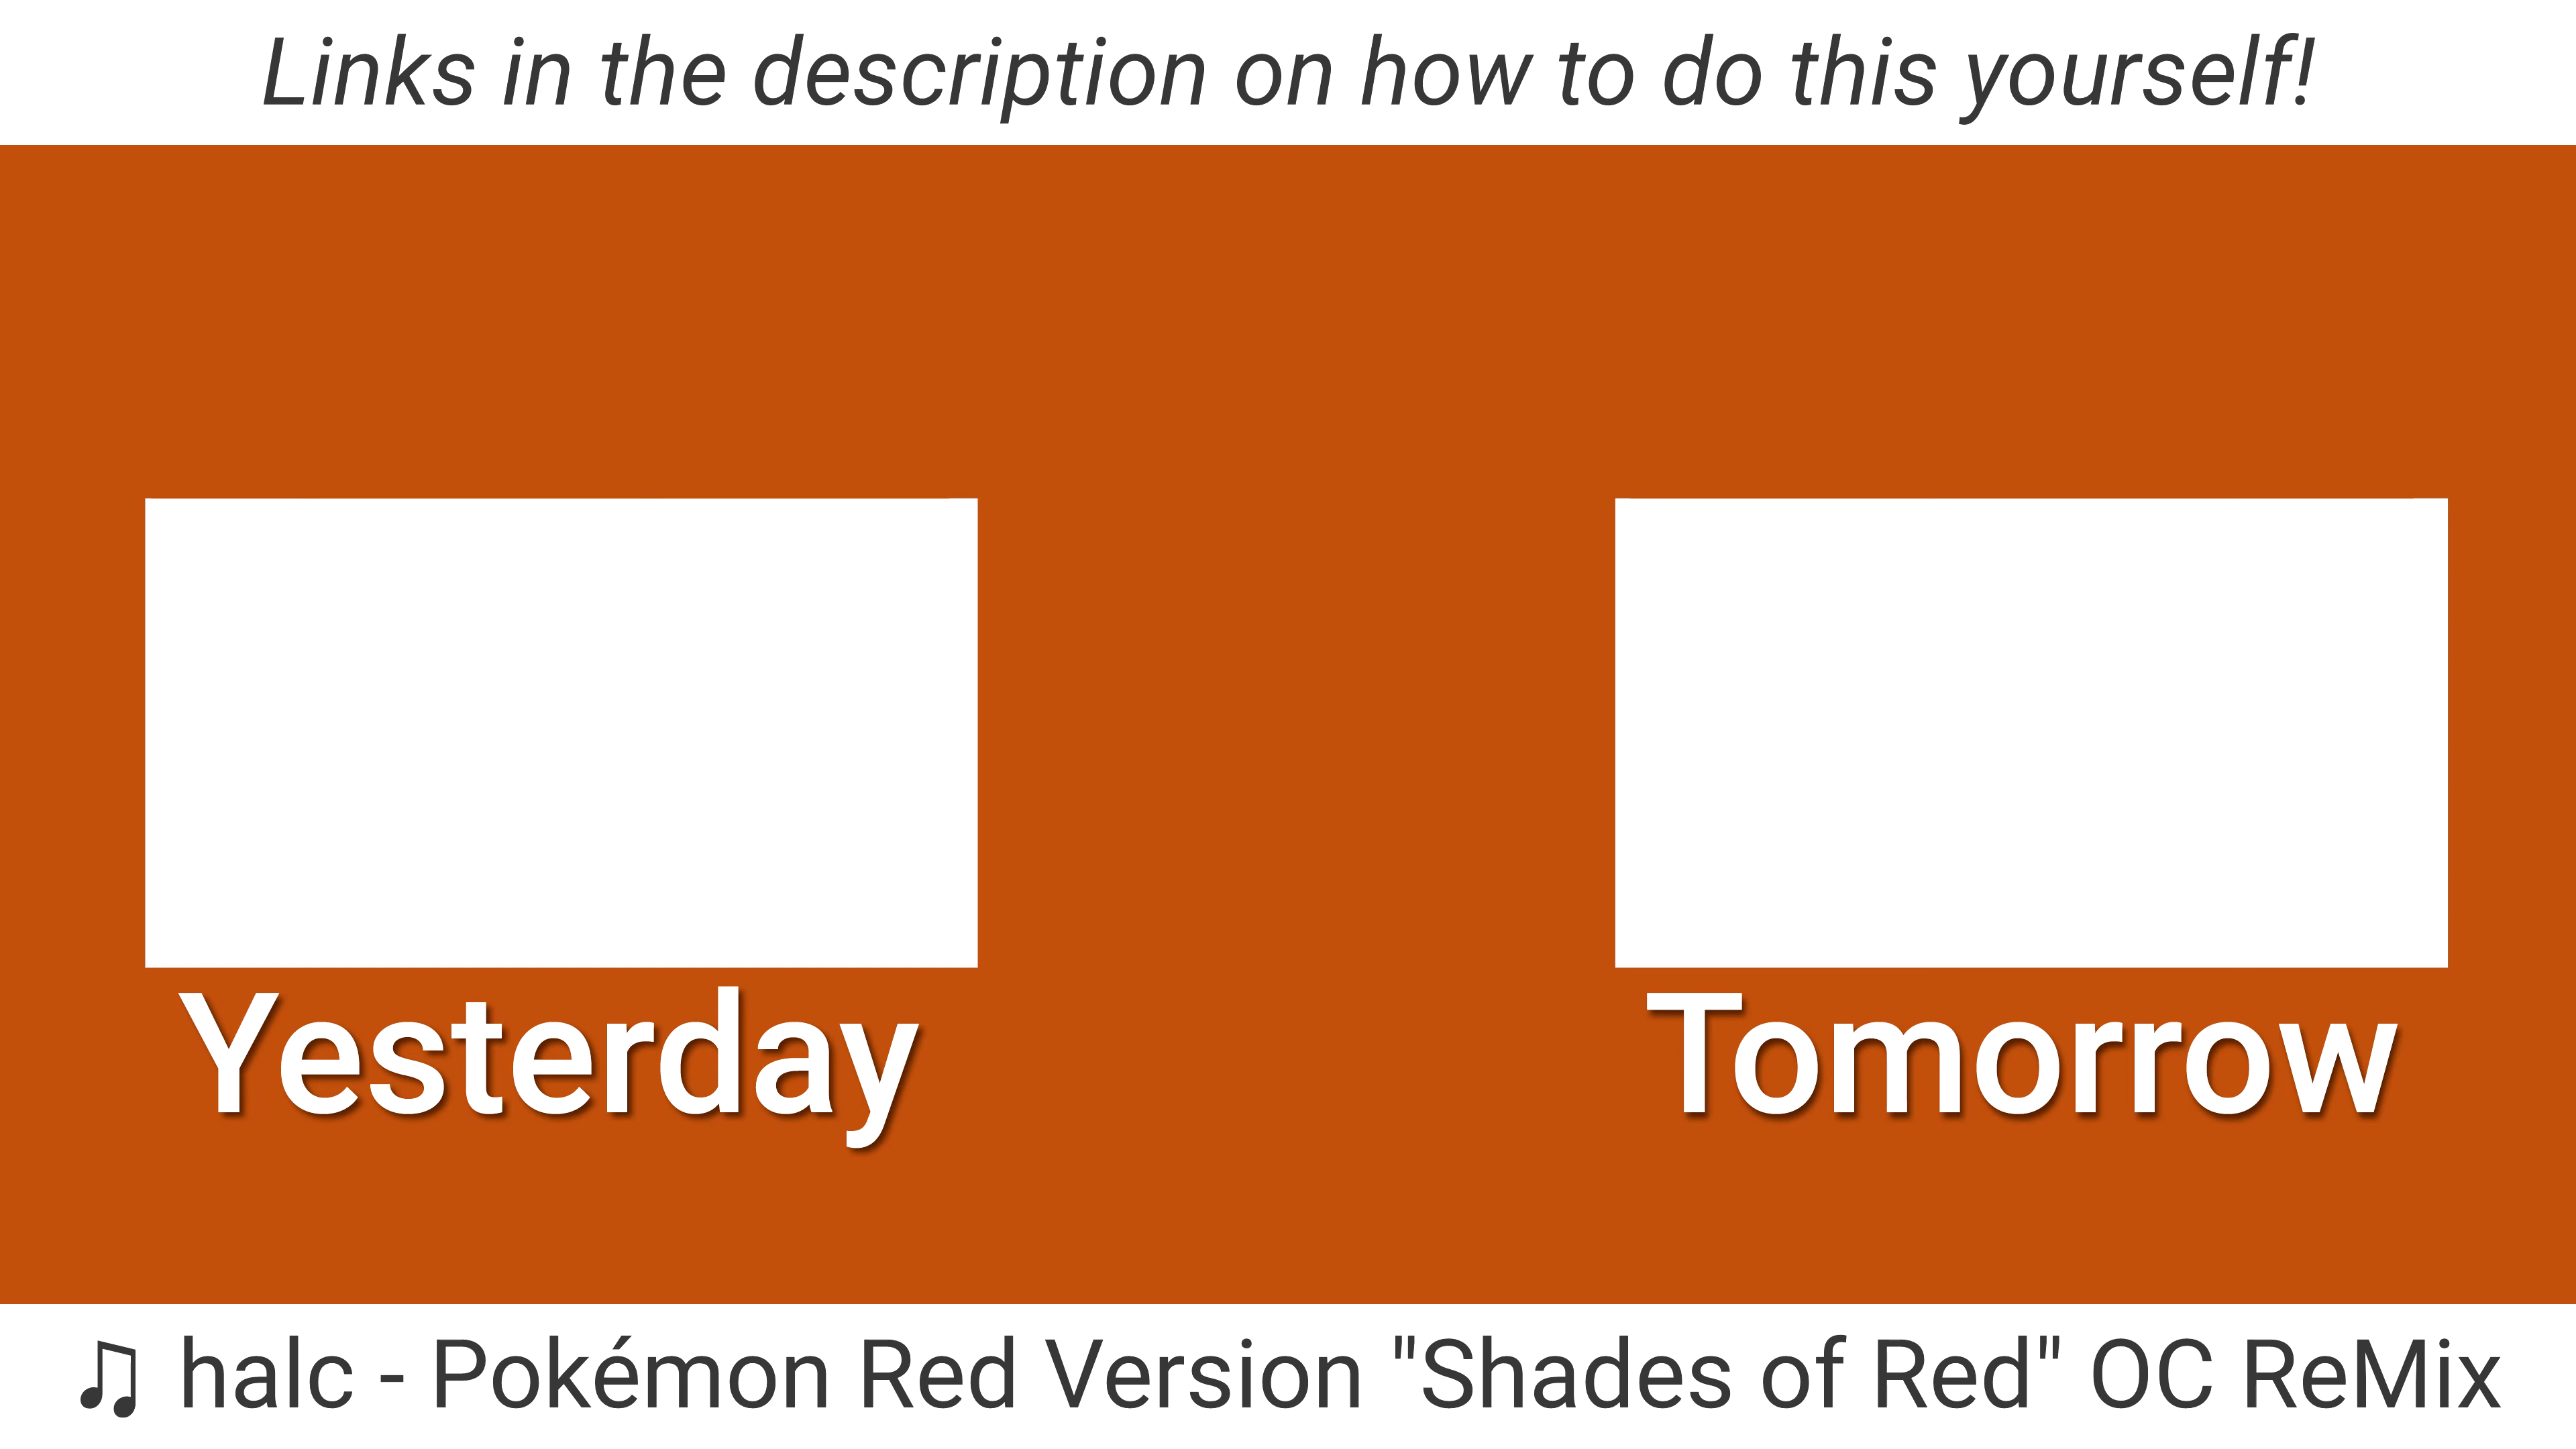 Links in the description on how to do this yourself!
Yesterday
Tomorrow
♫ halc - Pokémon Red Version "Shades of Red" OC ReMix